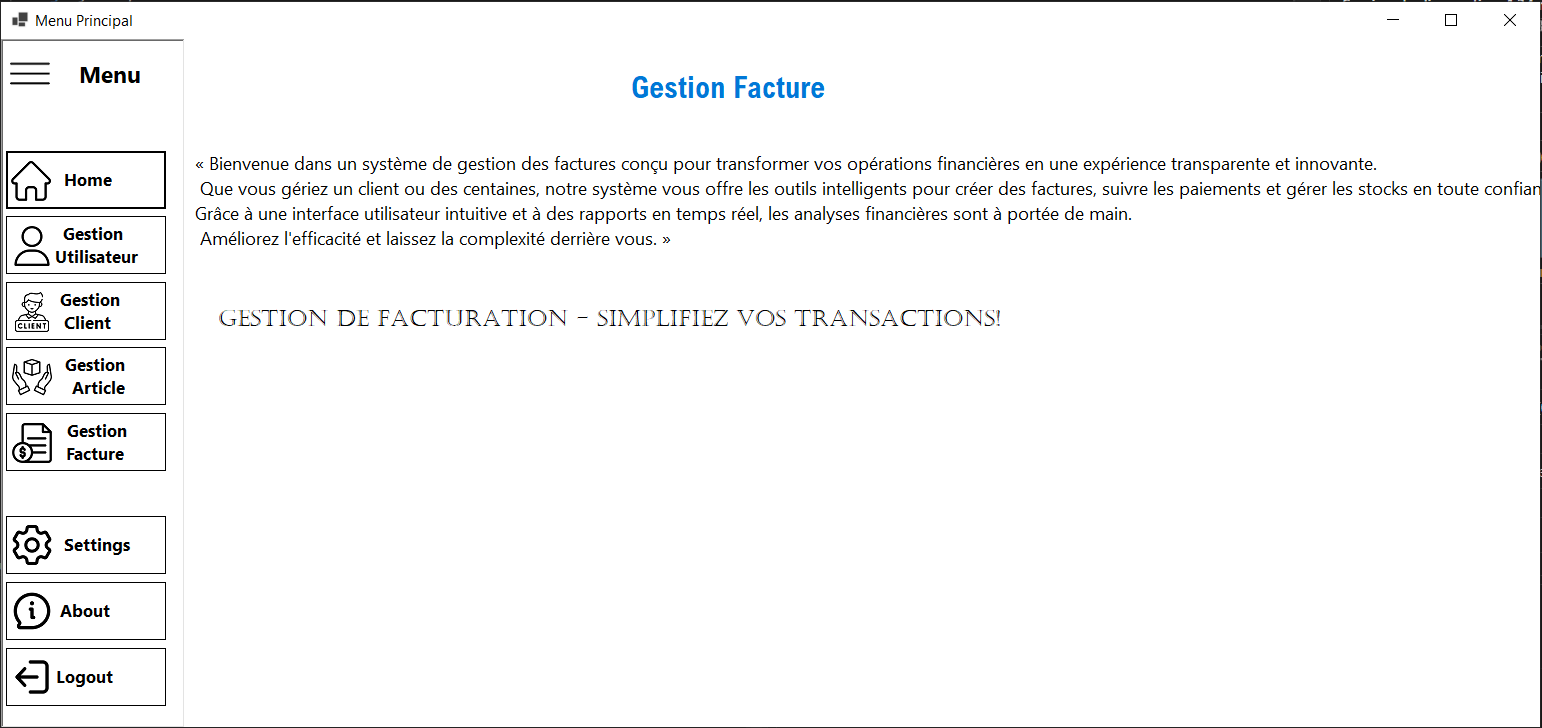 Menu Principal
Menu
Home
Gestion
Utilisateur
CLIENT
Gestion
Client
Gestion
Article
$
Gestion
Facture
Settings
i
About
Logout
Gestion Facture
« Bienvenue dans un système de gestion des factures conçu pour transformer vos opérations financières en une expérience transparente et innovante.
Que vous gériez un client ou des centaines, notre système vous offre les outils intelligents pour créer des factures, suivre les paiements et gérer les stocks en toute confian
Grâce à une interface utilisateur intuitive et à des rapports en temps réel, les analyses financières sont à portée de main.
Améliorez l'efficacité et laissez la complexité derrière vous. »
GESTION DE FACTURATION - SIMPLIFIEZ VOS TRANSACTIONS!